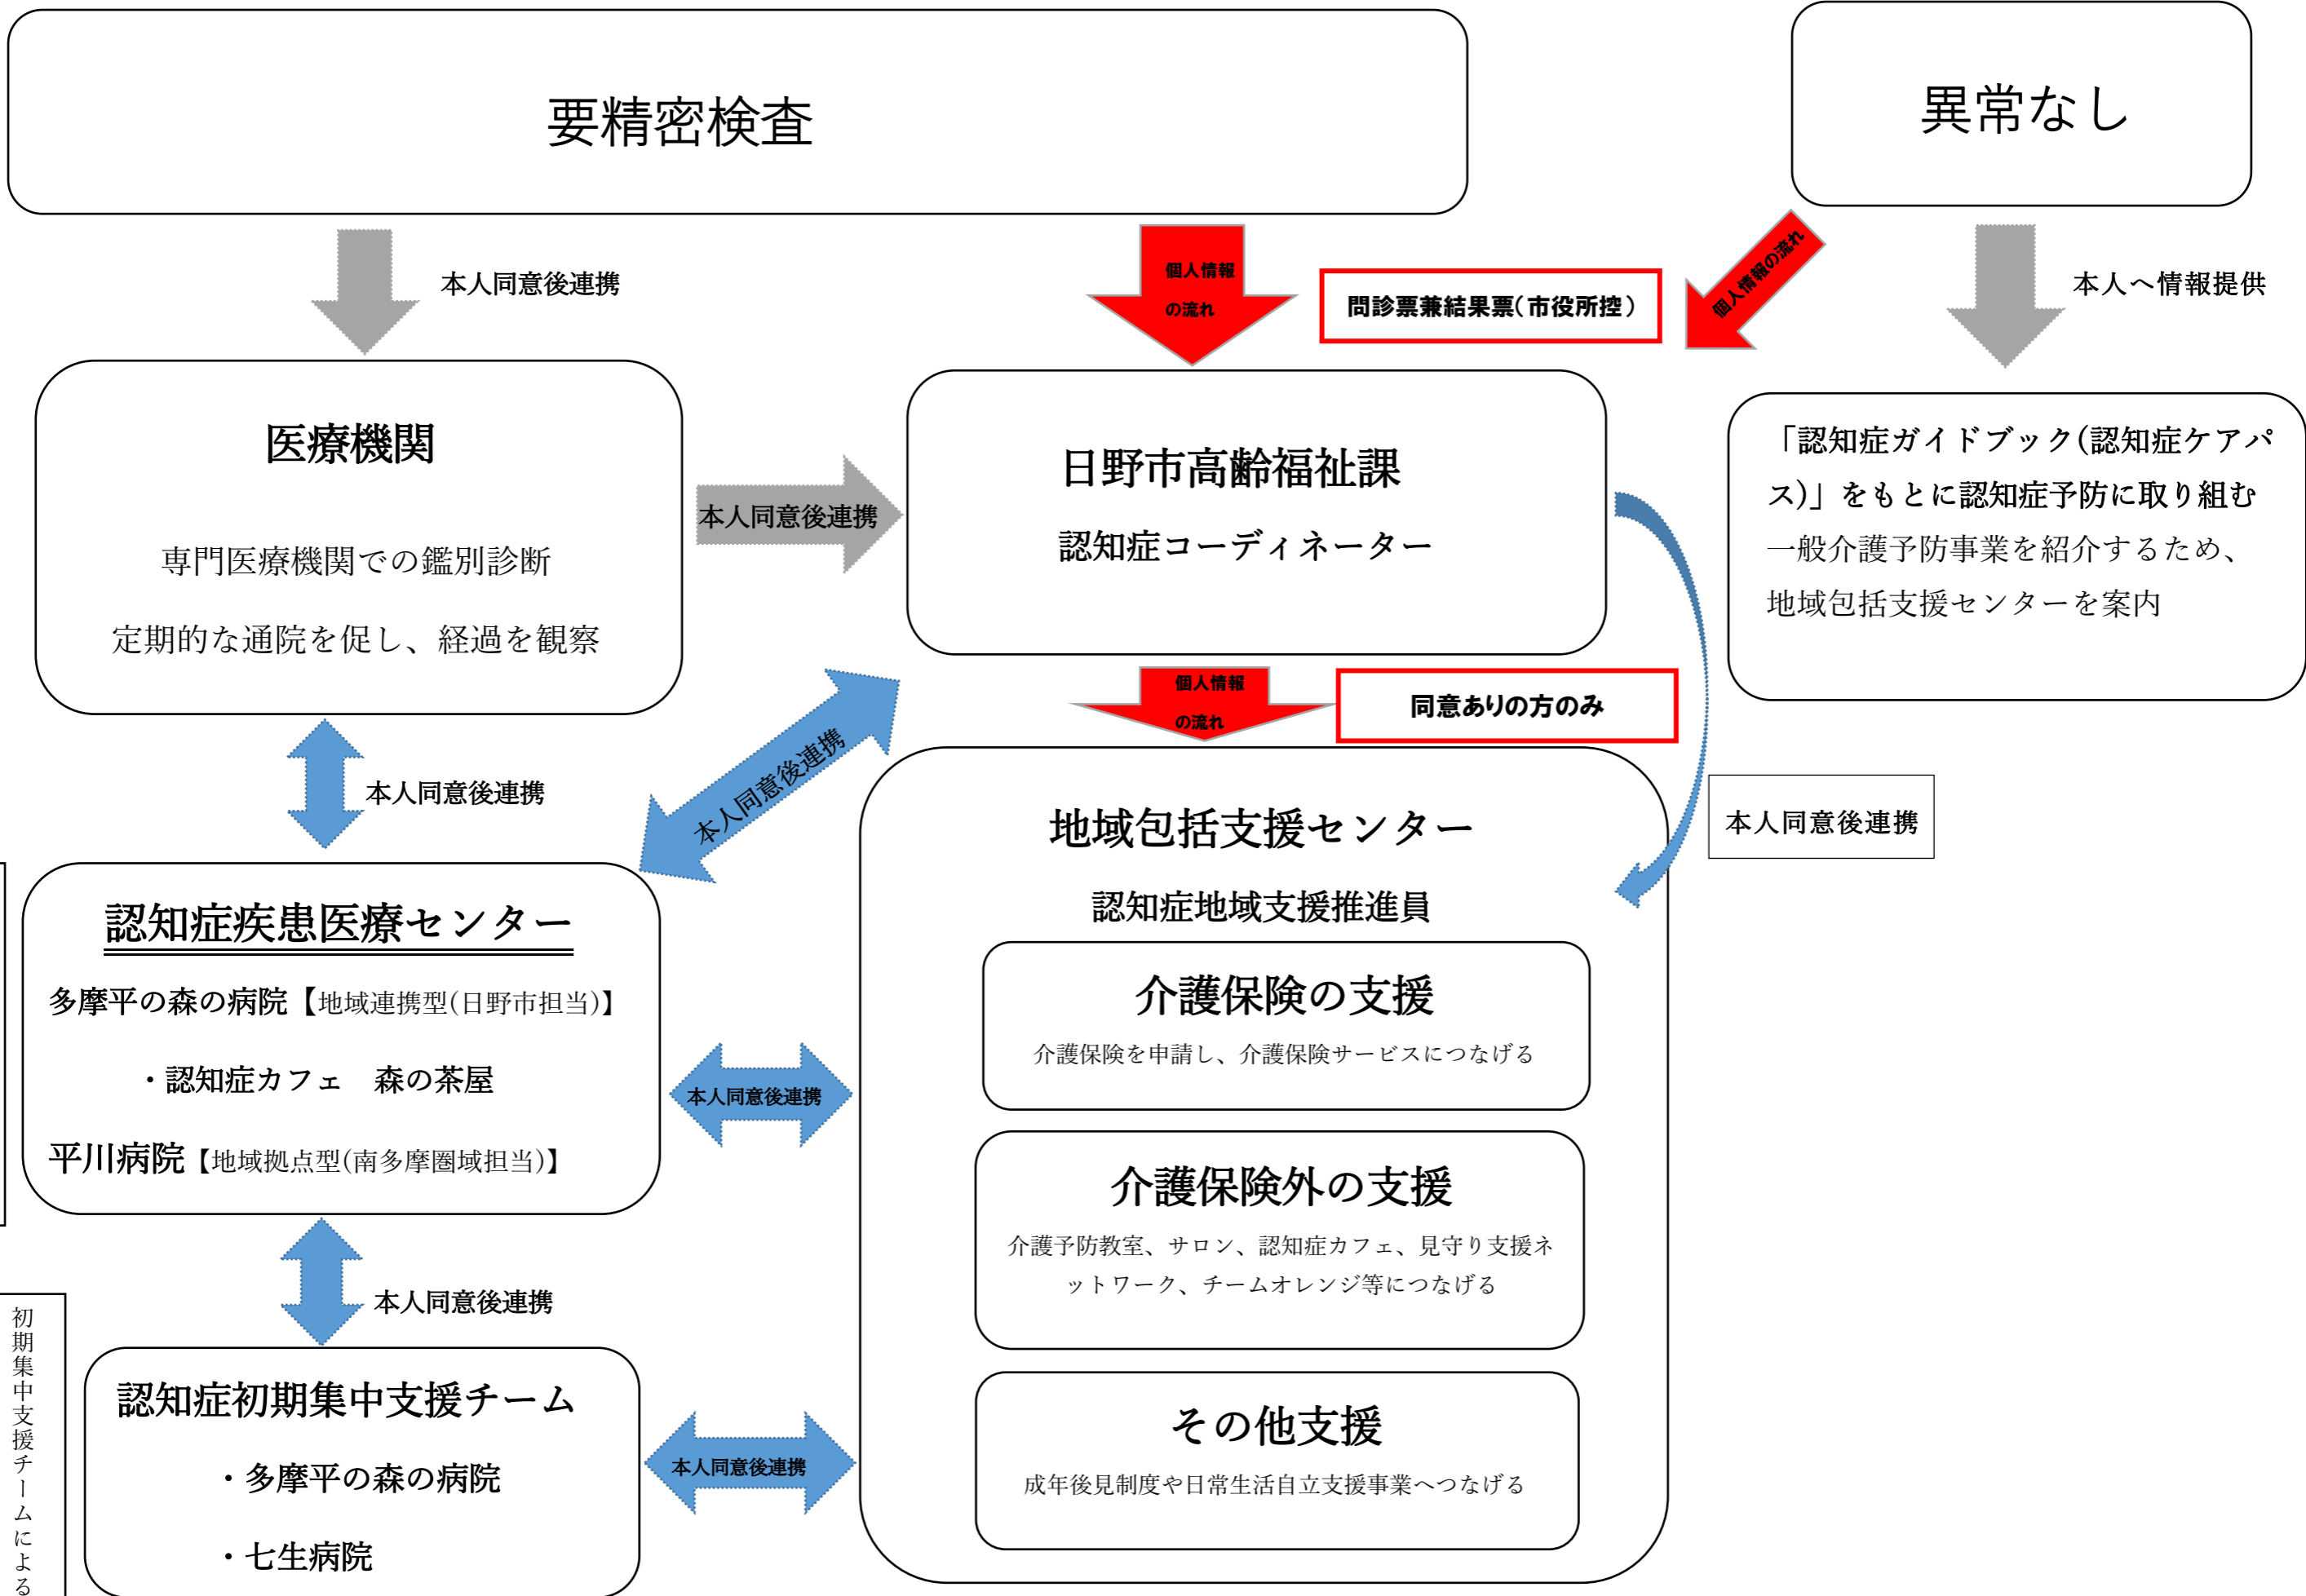 要精密検査
異常なし
本人同意後連携
個人情報
の流れ
問診票兼結果票(市役所控)
個人情報の流れ
本人へ情報提供
医療機関
専門医療機関での鑑別診断
定期的な通院を促し、経過を観察
本人同意後連携
日野市高齢福祉課
認知症コーディネーター
「認知症ガイドブック(認知症ケアパ
ス)」をもとに認知症予防に取り組む
一般介護予防事業を紹介するため、
地域包括支援センターを案内
個人情報
の流れ
同意ありの方のみ
本人同意後連携
本人同意後連携
本人同意後連携
認知症疾患医療センター
多摩平の森の病院【地域連携型(日野市担当)】
・認知症カフェ　森の茶屋
平川病院【地域拠点型(南多摩圏域担当)】
本人同意後連携
地域包括支援センター
認知症地域支援推進員
介護保険の支援
介護保険を申請し、介護保険サービスにつなげる
介護保険外の支援
介護予防教室、サロン、認知症カフェ、見守り支援ネ
ットワーク、チームオレンジ等につなげる
その他支援
成年後見制度や日常生活自立支援事業へつなげる
本人同意後連携
初期集中支援チームによる
認知症初期集中支援チーム
・多摩平の森の病院
・七生病院
本人同意後連携